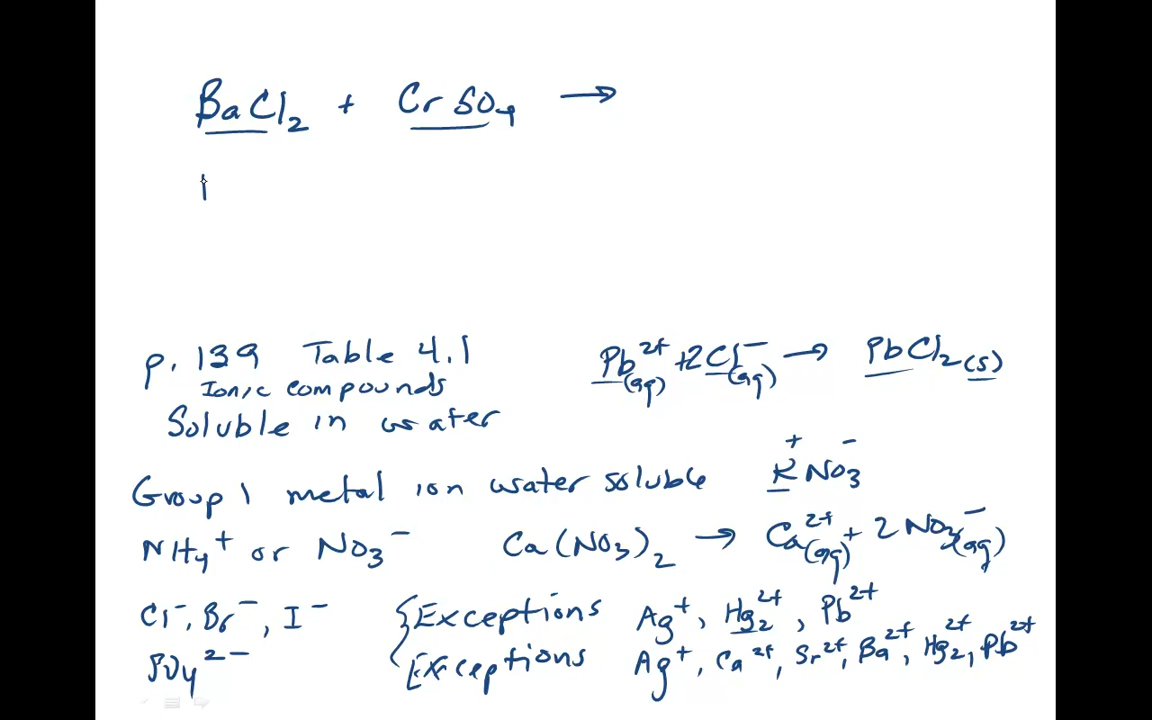 BaCl₂ + CrSO₄ →
p. 139 Table 4.1
Pb²⁺(aq) + 2Cl⁻(aq) → PbCl₂(s)
Ionic compounds
Soluble in water
Group 1 metal ion water soluble K⁺NO₃⁻
NH₄⁺ or NO₃⁻ Ca(NO₃)₂ → Ca²⁺(aq) + 2NO₃⁻(aq)
Cl⁻, Br⁻, I⁻ {Exceptions Ag⁺, Hg₂²⁺, Pb²⁺
SO₄²⁻ Exceptions Ag⁺, Ca²⁺, Sr²⁺, Ba²⁺, Hg₂²⁺, Pb²⁺